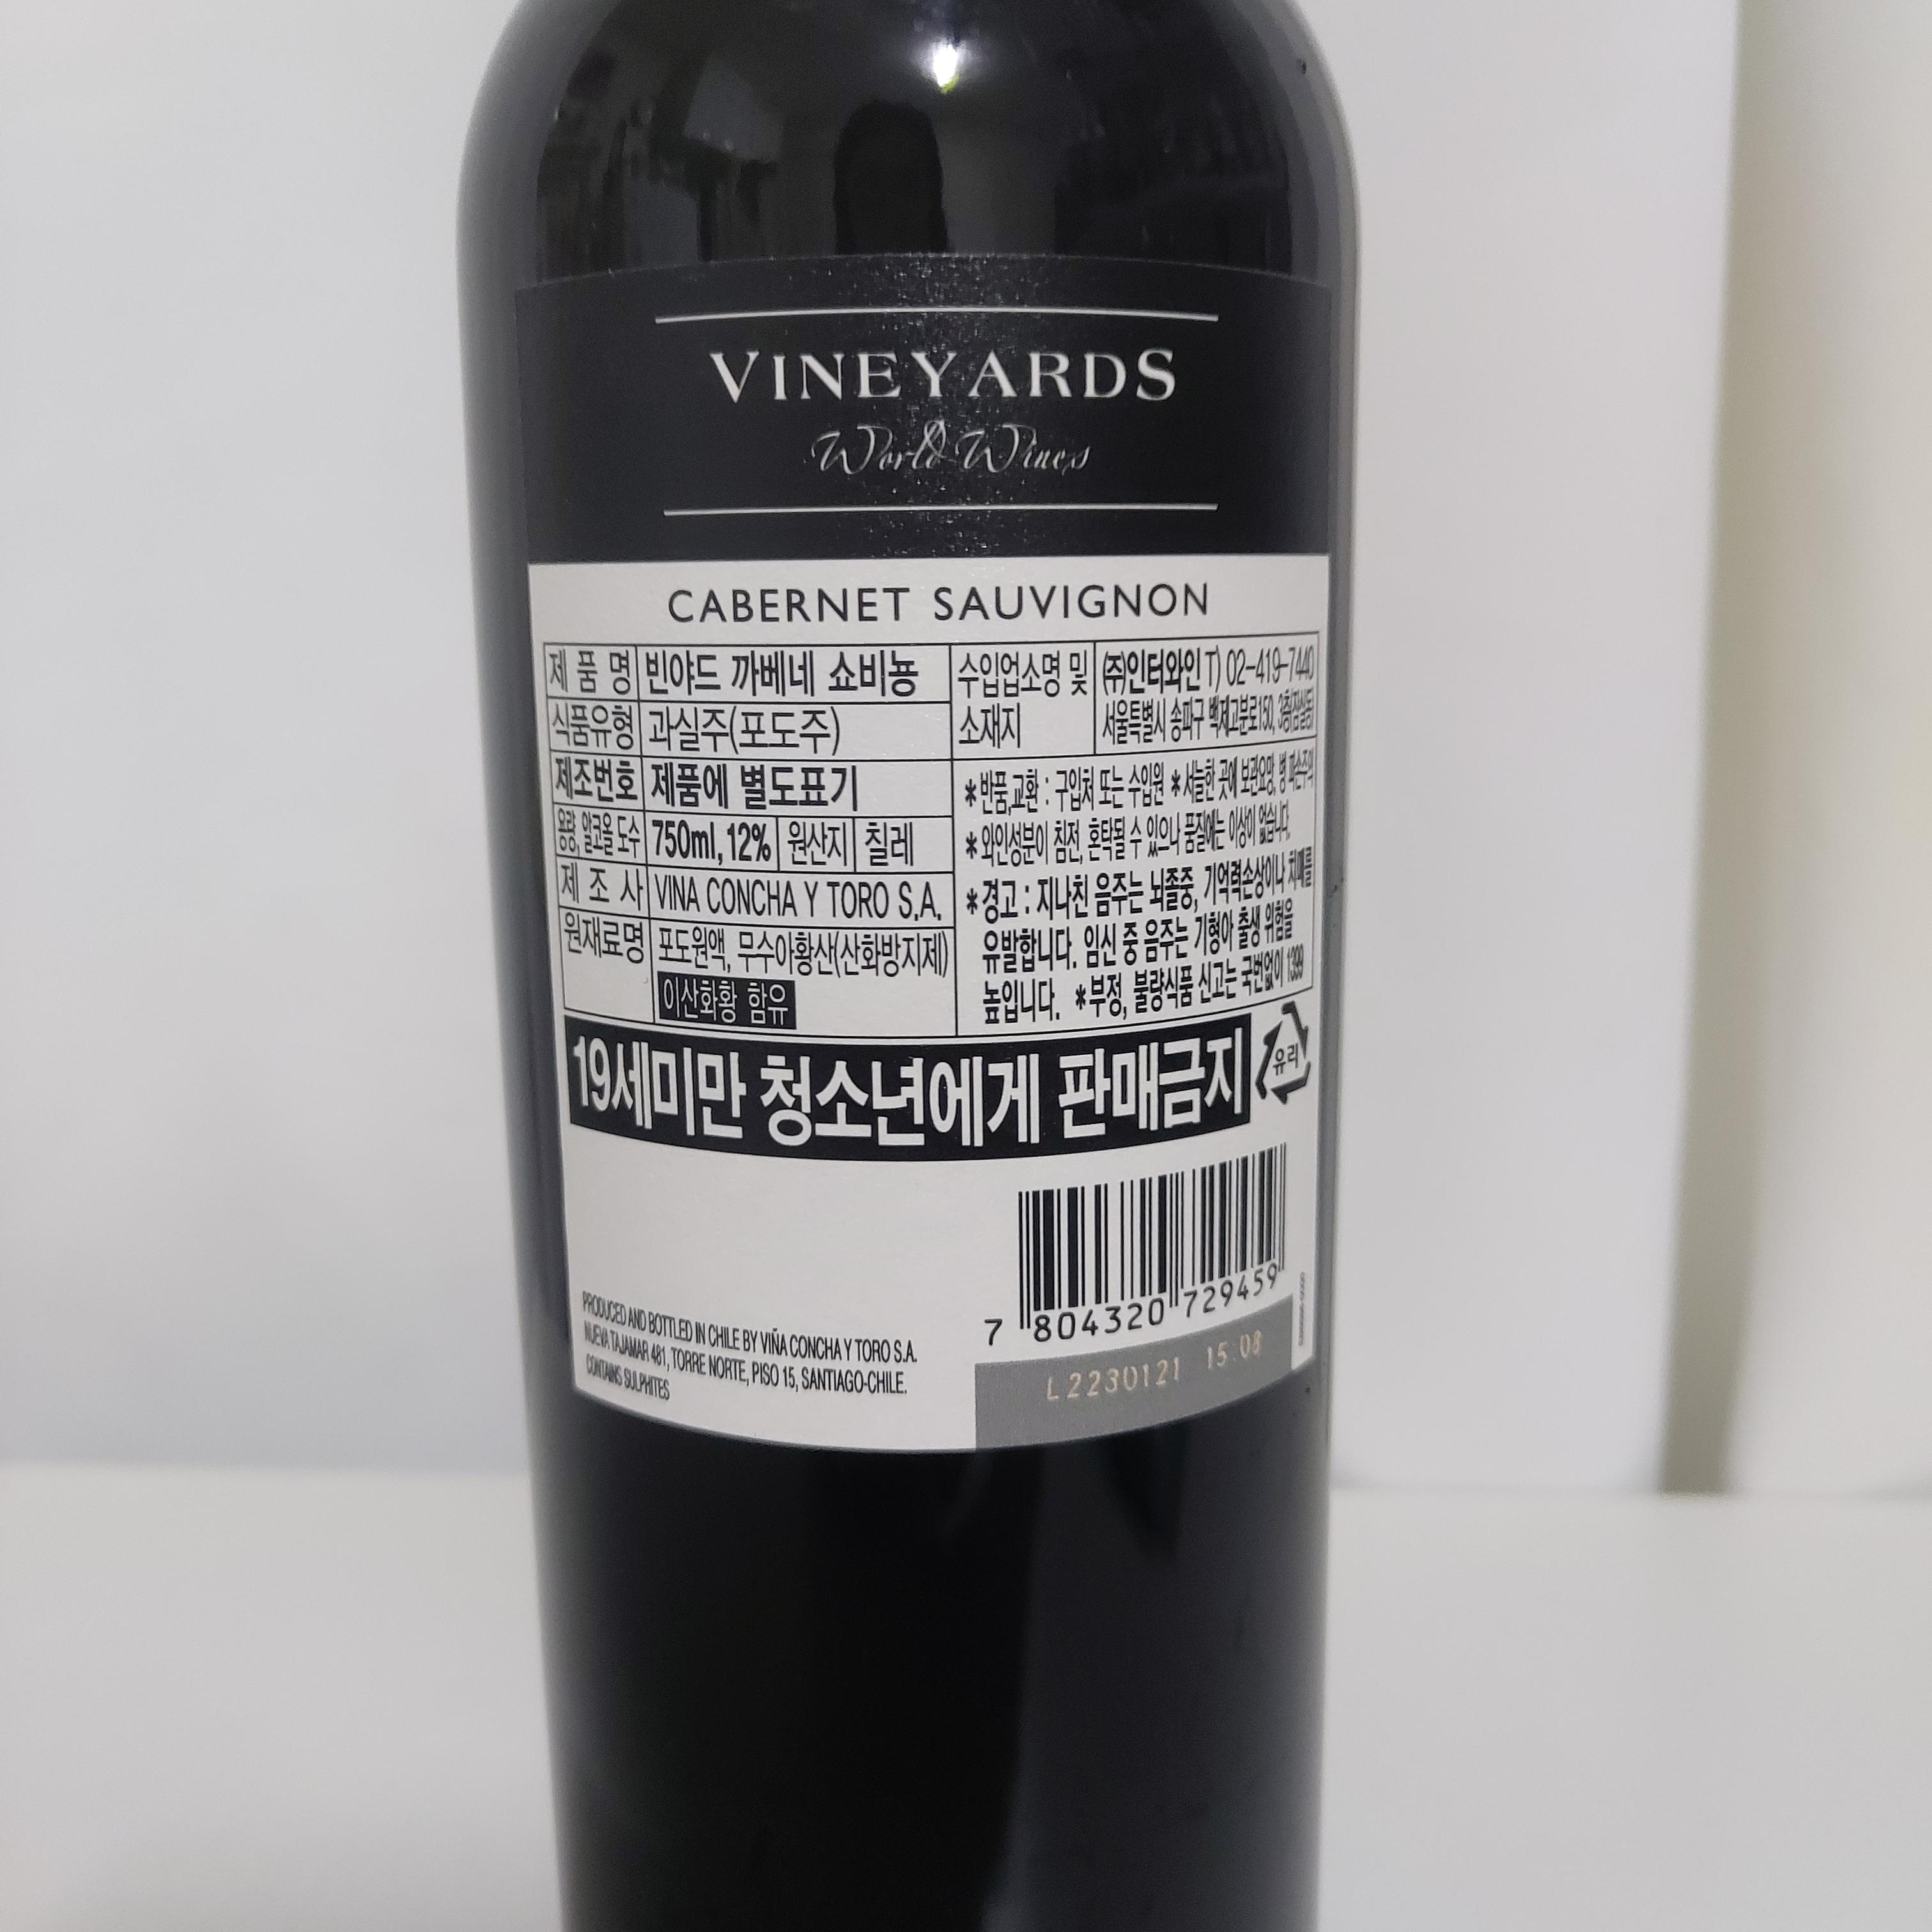 VINEYARDS
World Wines
CABERNET SAUVIGNON
제 품 명 빈야드 까베네 쇼비뇽
식품유형 과실주(포도주)
제조번호 제품에 별도표기
용량, 알코올 도수 750ml, 12% 원산지 칠레
제 조 사 VINA CONCHA Y TORO S.A.
원재료명 포도원액, 무수아황산(산화방지제)
이산화황 함유
수입업소명 및
소재지
(주)인터와인 T) 02-419-7440
서울특별시 송파구 백제고분로150, 3층(잠실동)
*반품,교환 : 구입처 또는 수입원 *서늘한 곳에 보관요망, 병 파손주의
*와인성분이 침전, 혼탁될 수 있으나 품질에는 이상이 없습니다.
*경고 : 지나친 음주는 뇌졸중, 기억력손상이나 치매를
유발합니다. 임신 중 음주는 기형아 출생 위험을
높입니다. *부정, 불량식품 신고는 국번없이 1399
19세미만 청소년에게 판매금지
유리
7 804320 729459
PRODUCED AND BOTTLED IN CHILE BY VIÑA CONCHA Y TORO S.A.
NUEVA TAJAMAR 481, TORRE NORTE, PISO 15, SANTIAGO-CHILE.
CONTAINS SULPHITES
L2230121 15:08